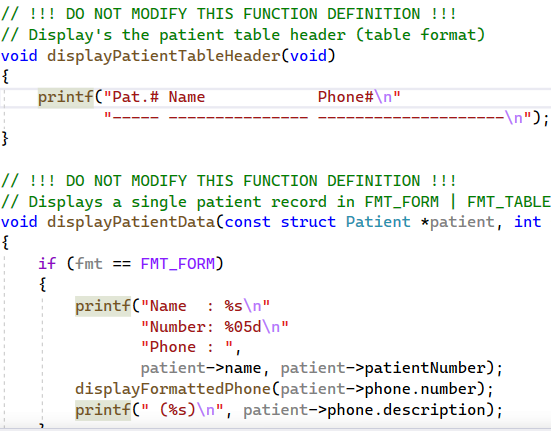 // !!! DO NOT MODIFY THIS FUNCTION DEFINITION !!!
// Display's the patient table header (table format)
void displayPatientTableHeader(void)
{
    printf("Pat.# Name            Phone#\n"
           "----- --------------- --------------------\n");
}

// !!! DO NOT MODIFY THIS FUNCTION DEFINITION !!!
// Displays a single patient record in FMT_FORM | FMT_TABLE
void displayPatientData(const struct Patient *patient, int
{
    if (fmt == FMT_FORM)
    {
        printf("Name  : %s\n"
               "Number: %05d\n"
               "Phone : ",
               patient->name, patient->patientNumber);
        displayFormattedPhone(patient->phone.number);
        printf(" (%s)\n", patient->phone.description);